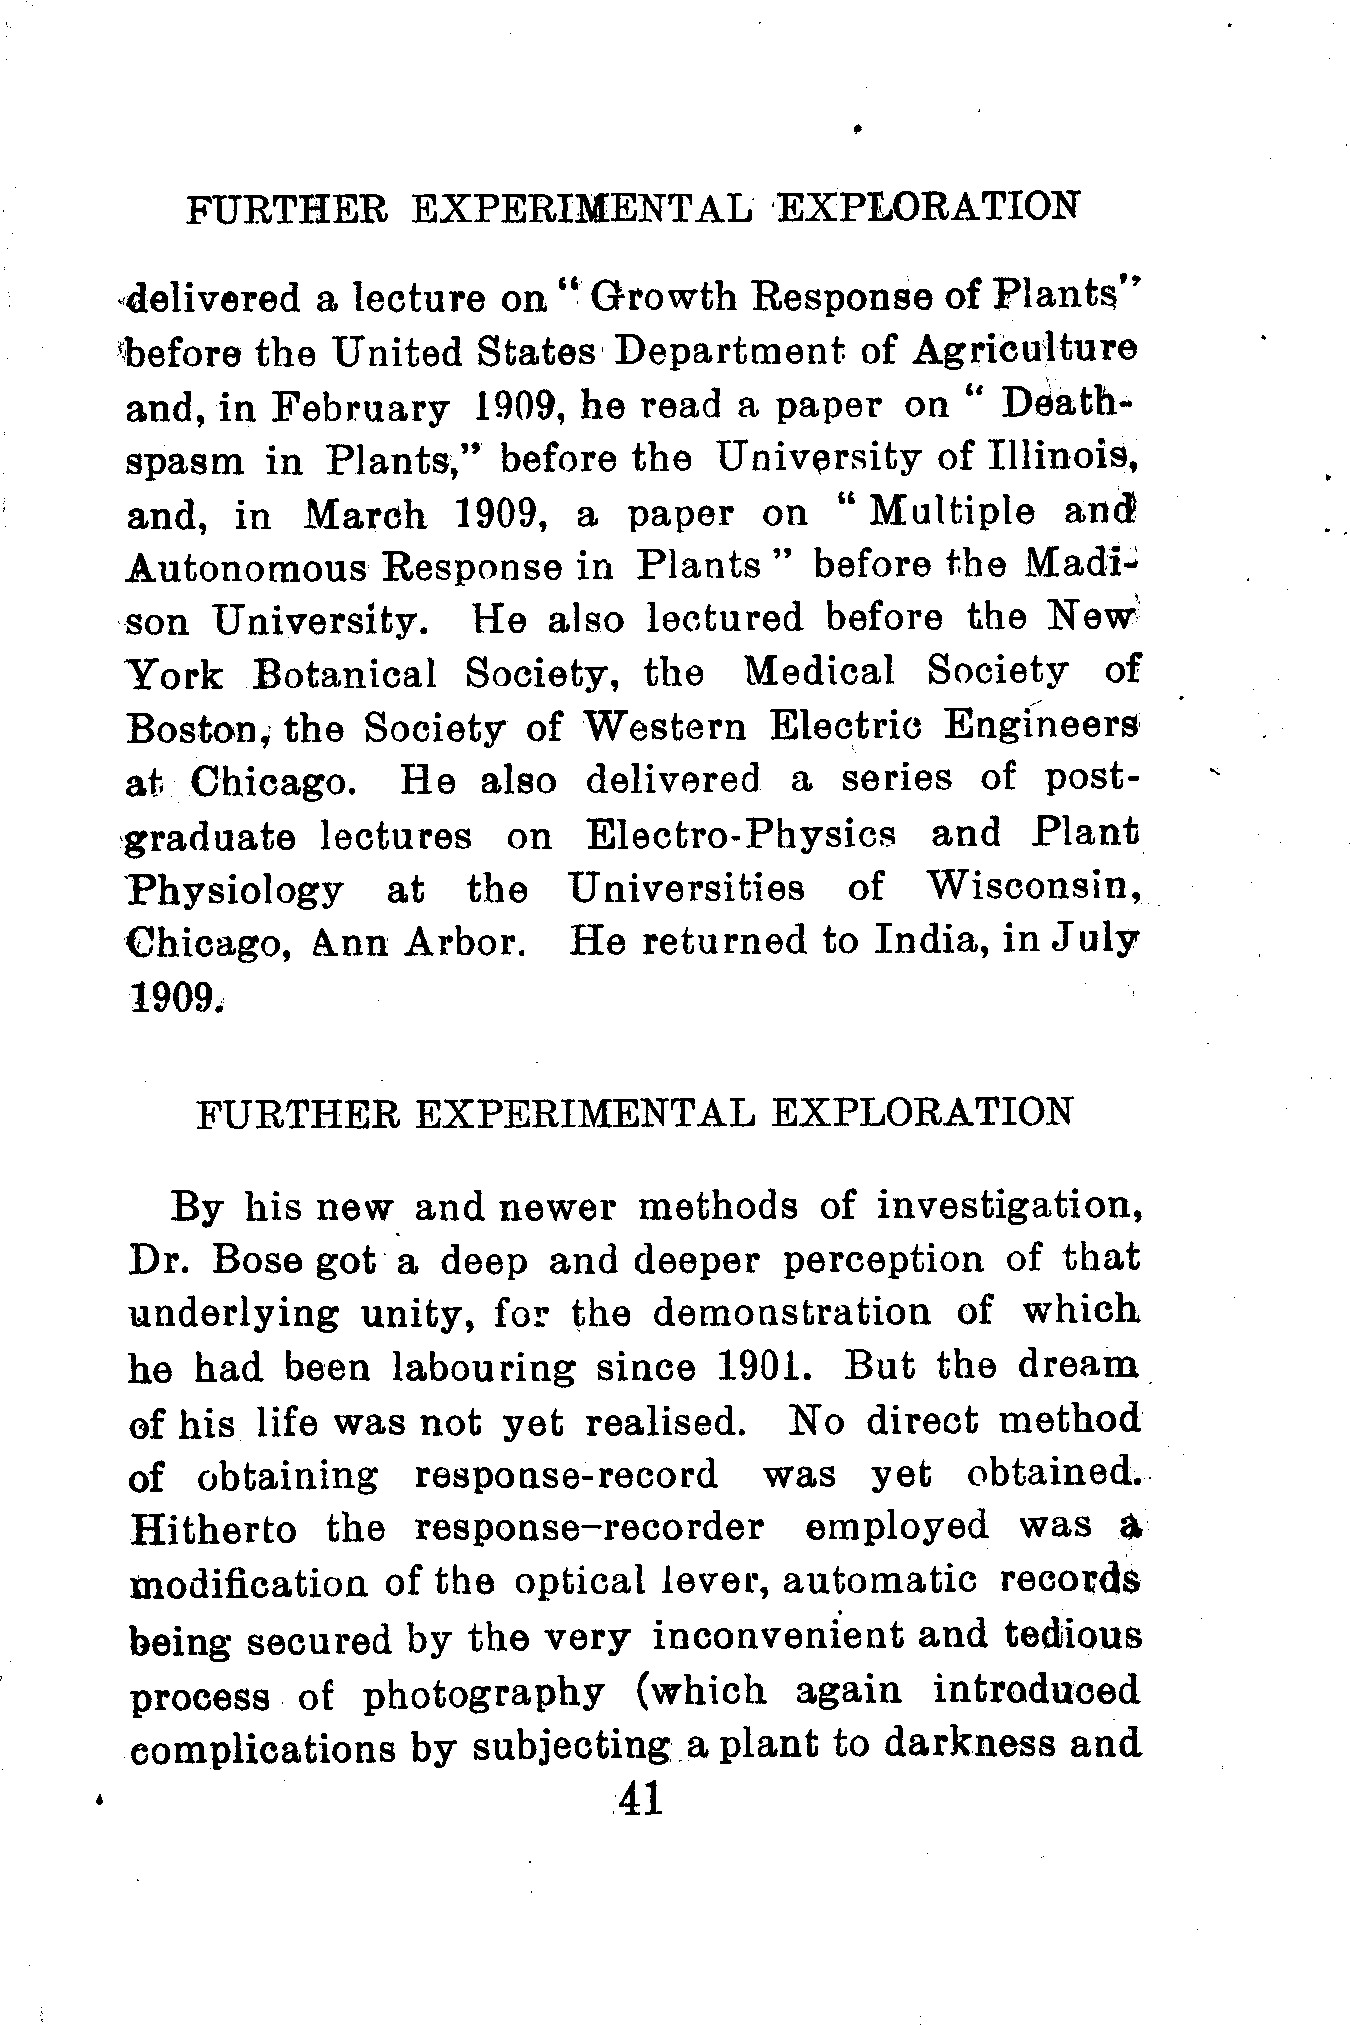 FURTHER EXPERIMENTAL EXPLORATION
delivered a lecture on “ Growth Response of Plants”
before the United States Department of Agriculture
and, in February 1909, he read a paper on “ Death-
spasm in Plants,” before the University of Illinois,
and, in March 1909, a paper on “ Multiple and
Autonomous Response in Plants ” before the Madi-
son University. He also lectured before the New
York Botanical Society, the Medical Society of
Boston, the Society of Western Electric Engineers
at Chicago. He also delivered a series of post-
graduate lectures on Electro-Physics and Plant
Physiology at the Universities of Wisconsin,
Chicago, Ann Arbor. He returned to India, in July
1909.
FURTHER EXPERIMENTAL EXPLORATION
By his new and newer methods of investigation,
Dr. Bose got a deep and deeper perception of that
underlying unity, for the demonstration of which
he had been labouring since 1901. But the dream
of his life was not yet realised. No direct method
of obtaining response-record was yet obtained.
Hitherto the response–recorder employed was a
modification of the optical lever, automatic records
being secured by the very inconvenient and tedious
process of photography (which again introduced
complications by subjecting a plant to darkness and
41